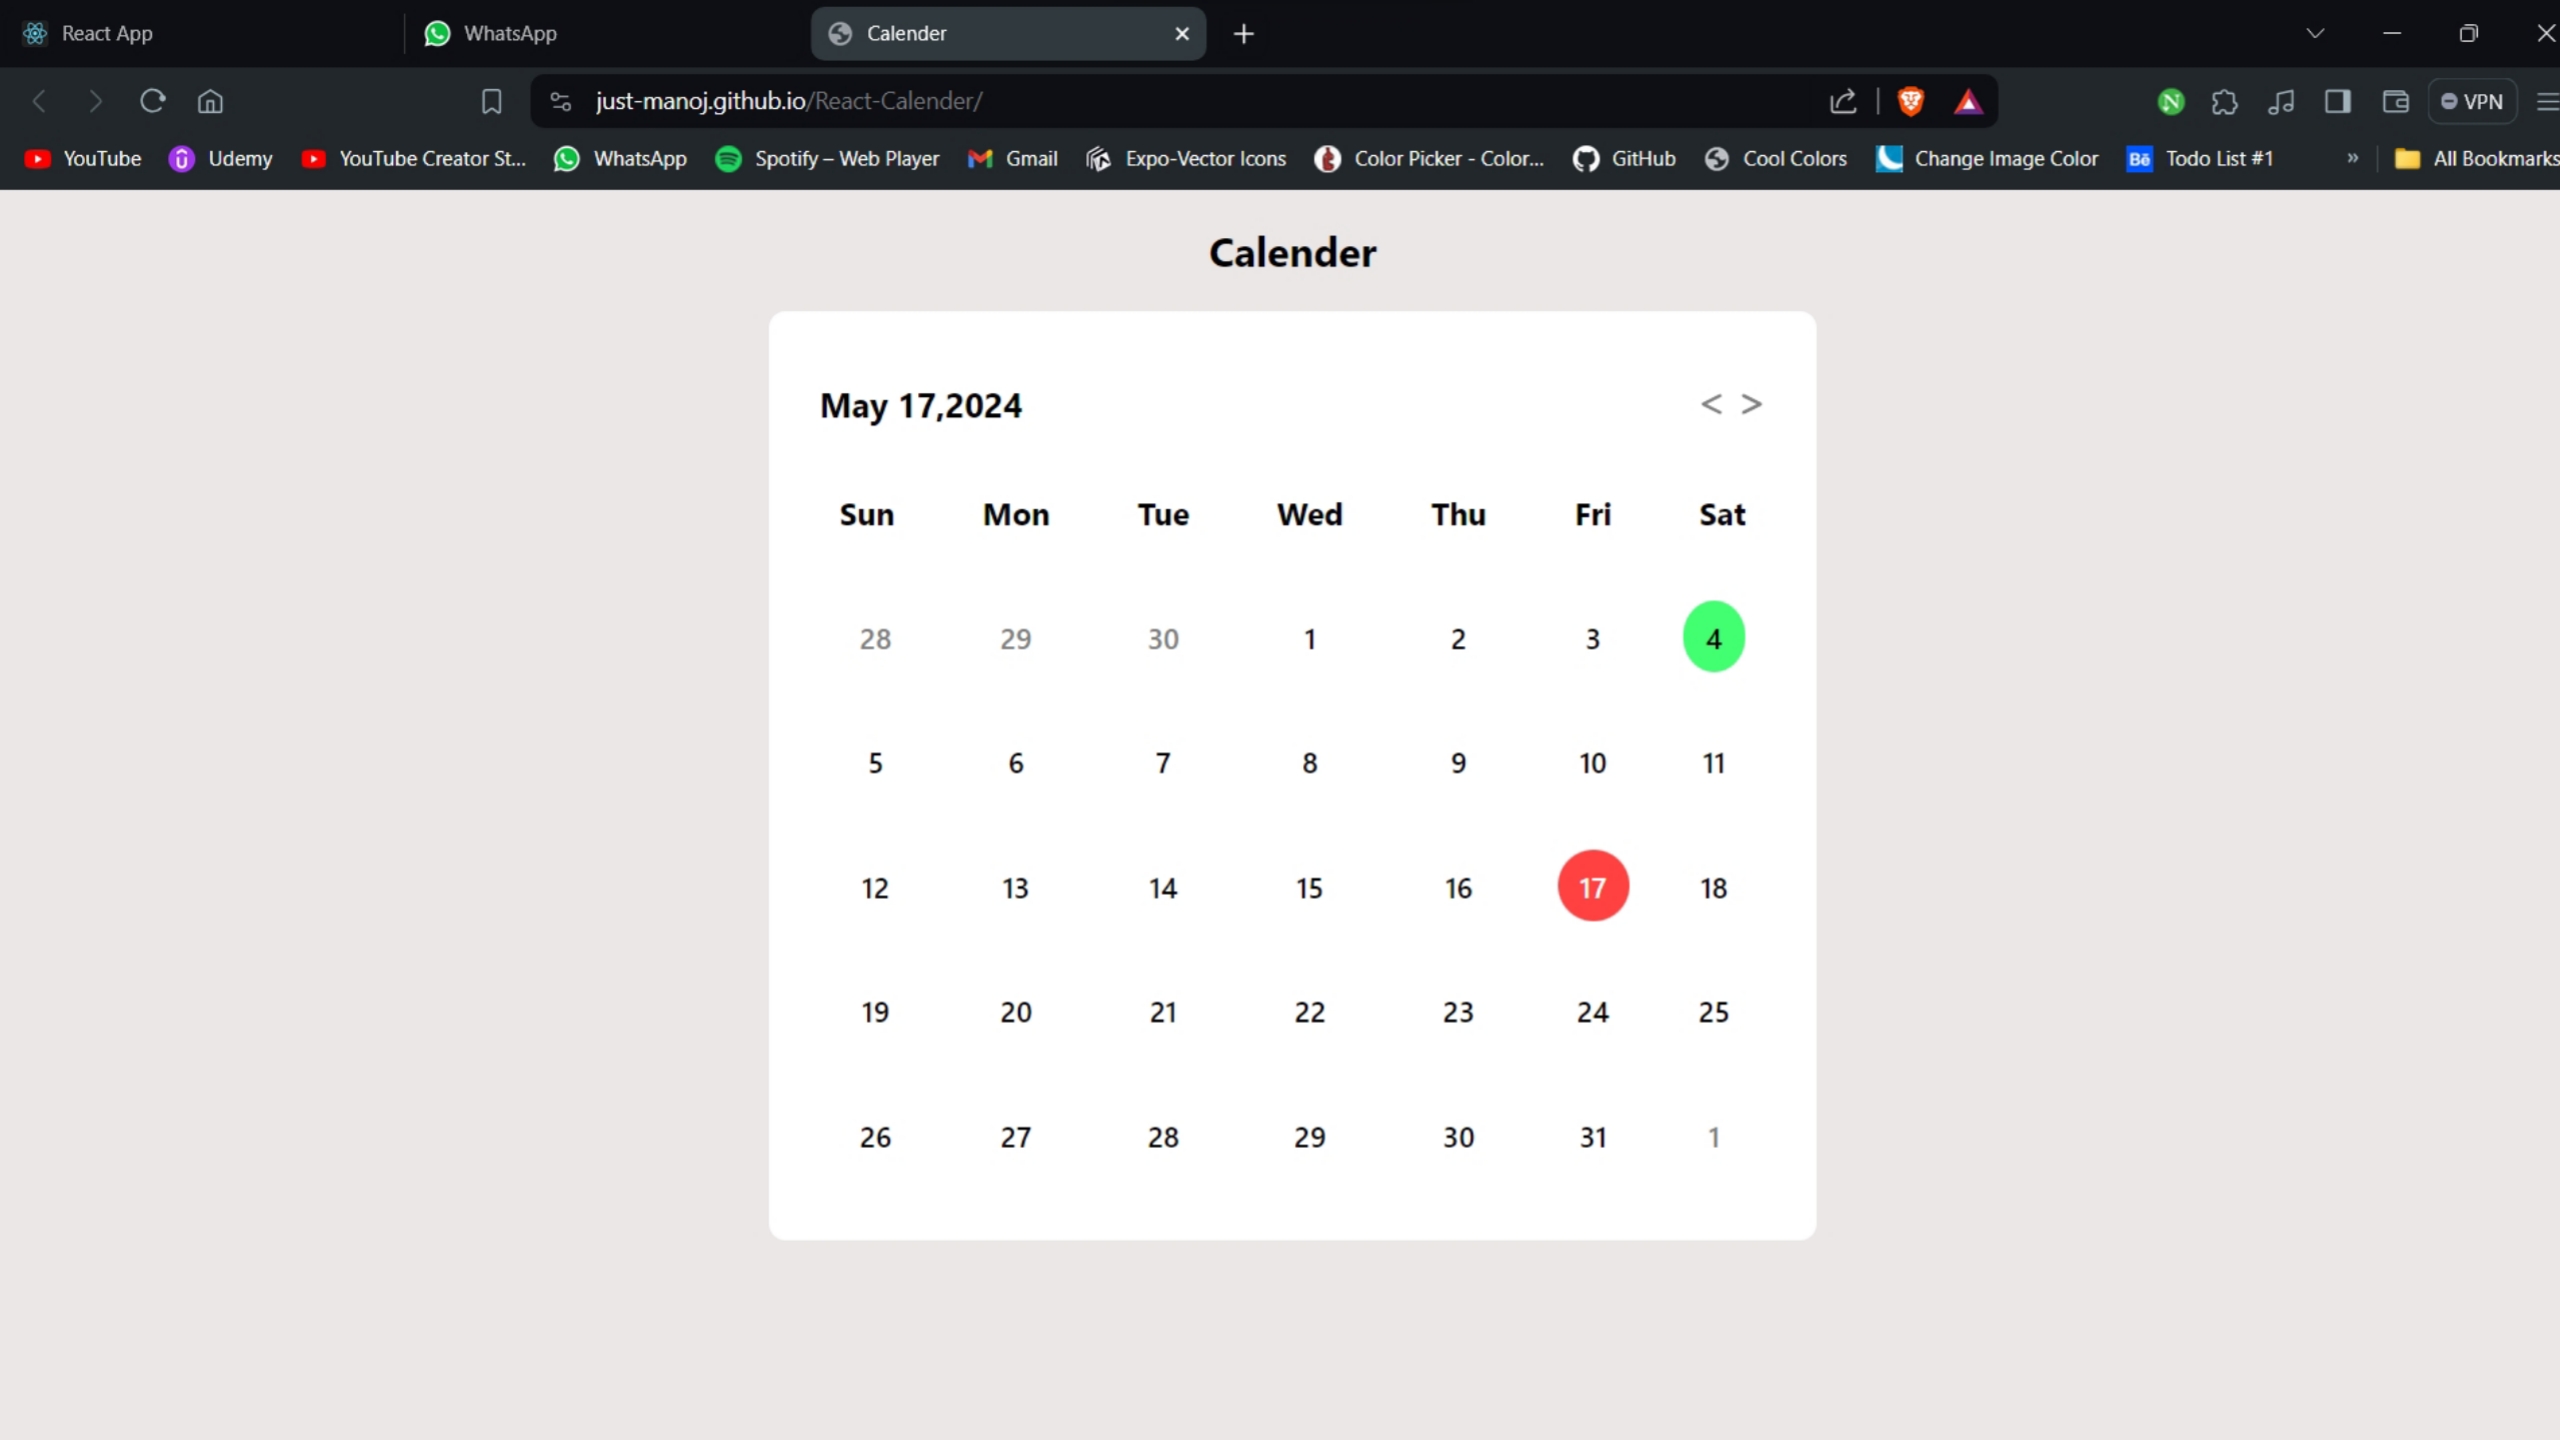 React App WhatsApp Calender
just-manoj.github.io/React-Calender/ VPN
YouTube Udemy YouTube Creator St... WhatsApp Spotify – Web Player Gmail Expo-Vector Icons Color Picker - Color... GitHub Cool Colors Change Image Color Bē Todo List #1 » All Bookmarks
Calender
May 17,2024 < >
Sun Mon Tue Wed Thu Fri Sat
28 29 30 1 2 3 4
5 6 7 8 9 10 11
12 13 14 15 16 17 18
19 20 21 22 23 24 25
26 27 28 29 30 31 1